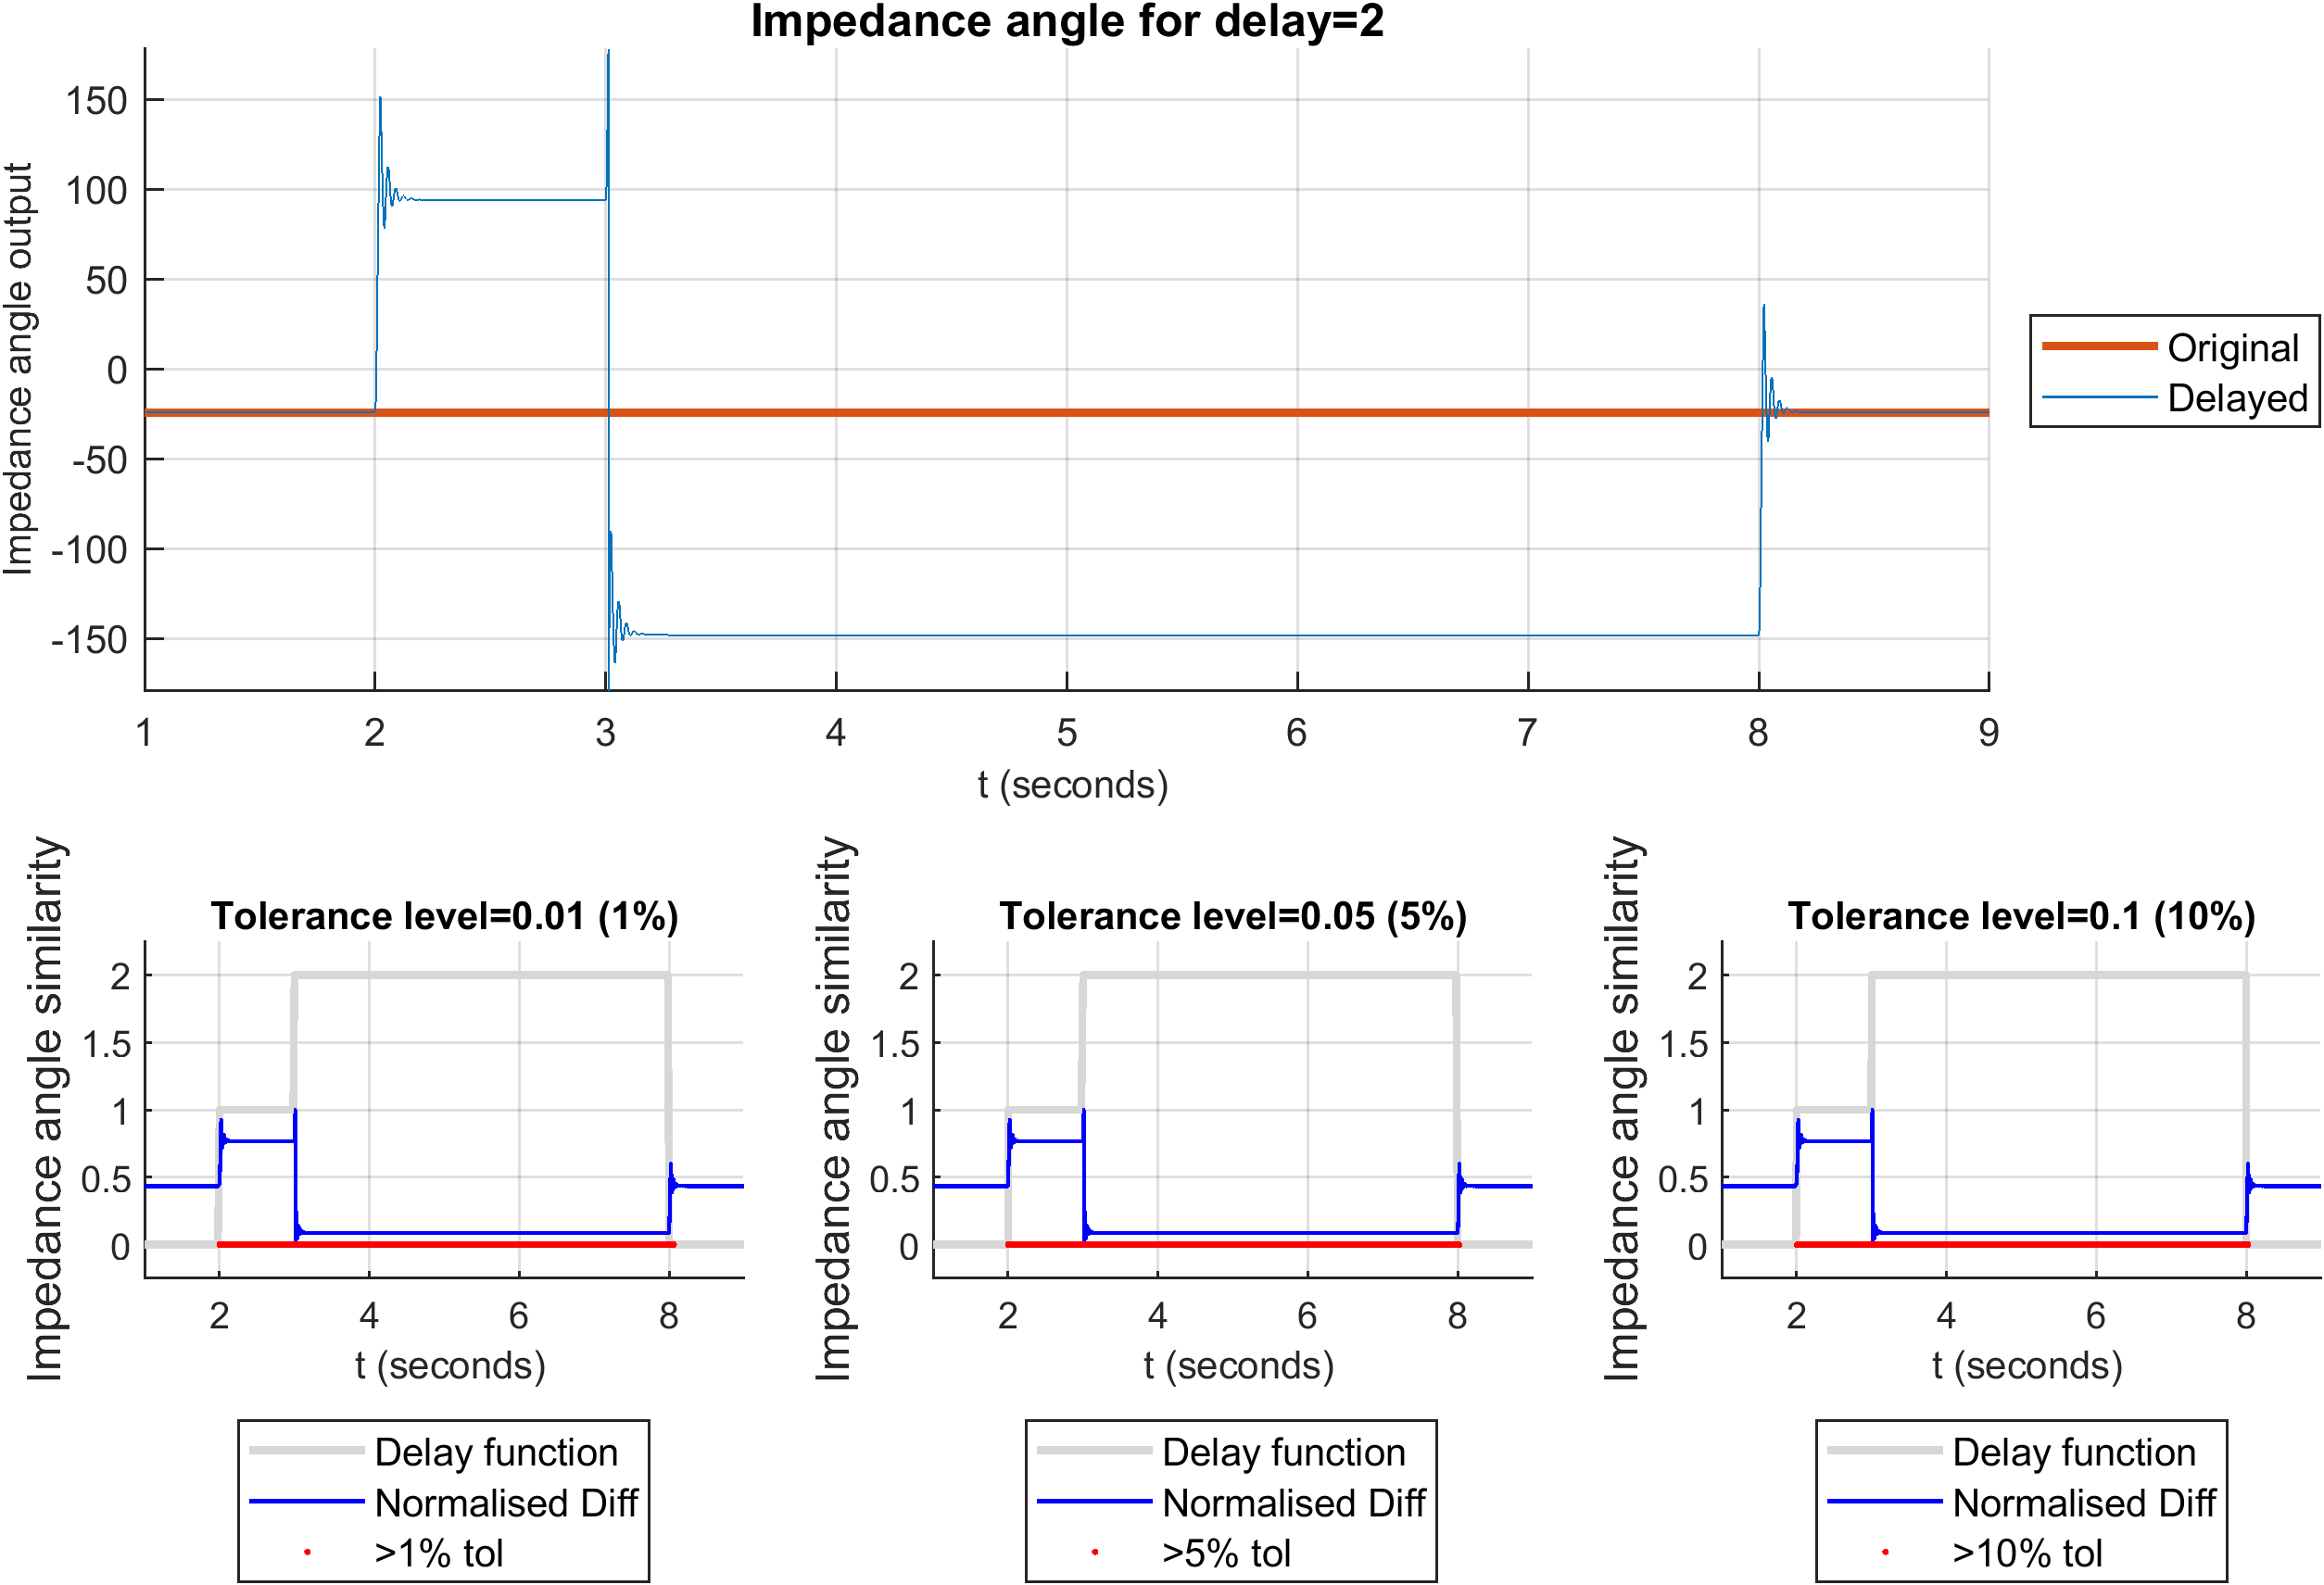 Impedance angle for delay=2
Impedance angle output
150
100
50
0
-50
-100
-150
1 2 3 4 5 6 7 8 9
t (seconds)
Original
Delayed
Impedance angle similarity
Tolerance level=0.01 (1%)
2
1.5
1
0.5
0
2 4 6 8
t (seconds)
Delay function
Normalised Diff
>1% tol
Impedance angle similarity
Tolerance level=0.05 (5%)
2
1.5
1
0.5
0
2 4 6 8
t (seconds)
Delay function
Normalised Diff
>5% tol
Impedance angle similarity
Tolerance level=0.1 (10%)
2
1.5
1
0.5
0
2 4 6 8
t (seconds)
Delay function
Normalised Diff
>10% tol